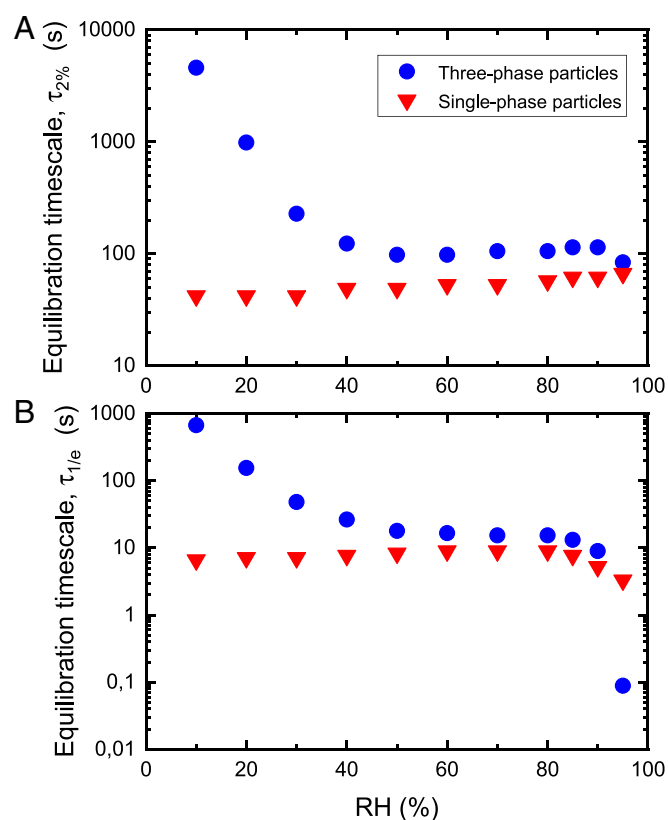 A
Equilibration timescale, τ2% (s)
10000
1000
100
10
Three-phase particles
Single-phase particles
0 20 40 60 80 100
B
Equilibration timescale, τ1/e (s)
1000
100
10
1
0,1
0,01
0 20 40 60 80 100
RH (%)